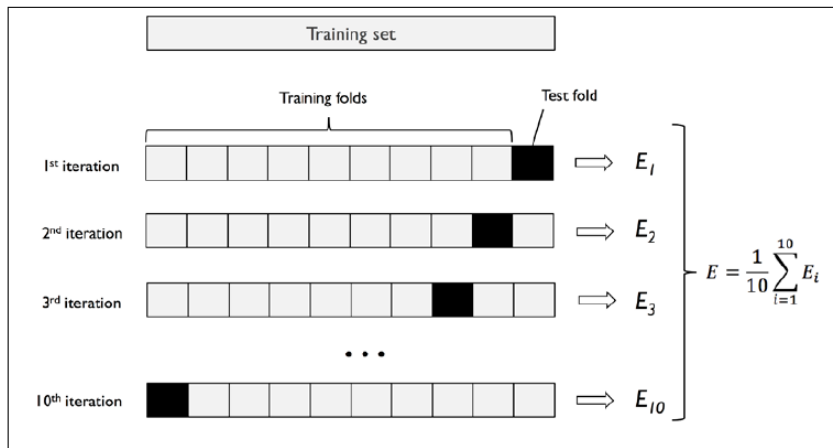 Training set
Training folds
Test fold
1st iteration
E1
2nd iteration
E2
3rd iteration
E3
E = 1/10 10∑i=1 Ei
• • •
10th iteration
E10